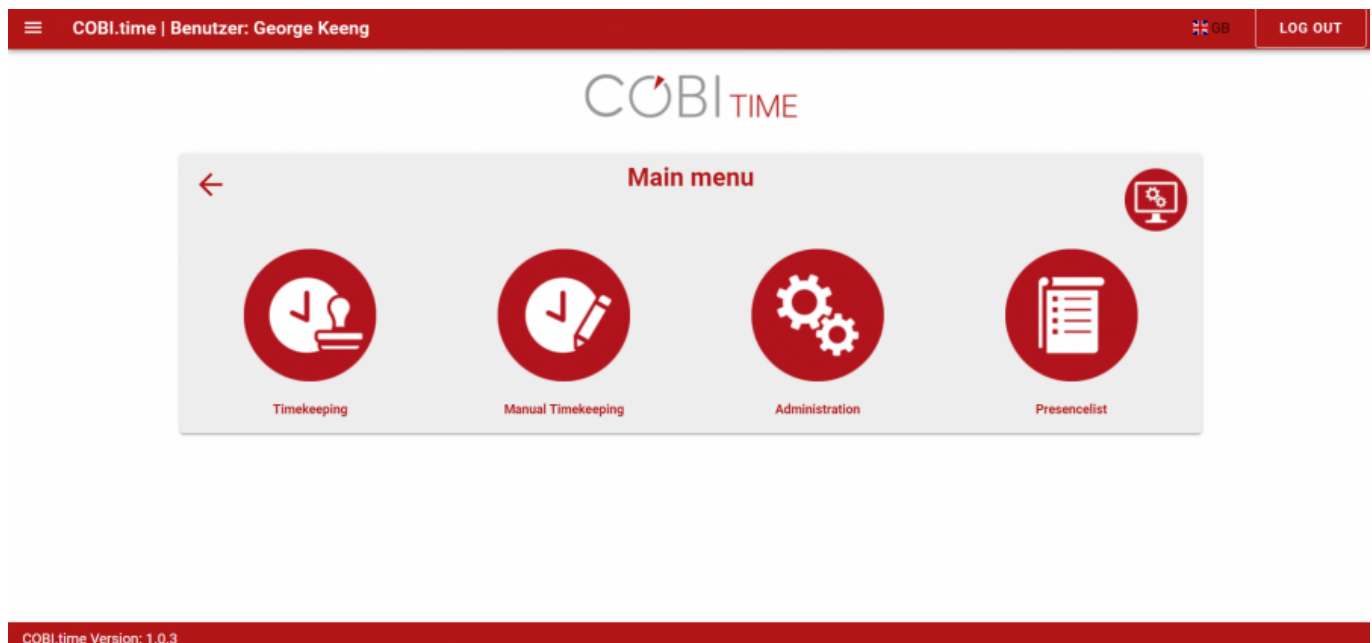 COBI.time | Benutzer: George Keeng
GB
LOG OUT
COBI TIME
Main menu
Timekeeping
Manual Timekeeping
Administration
Presencelist
COBI.time Version: 1.0.3